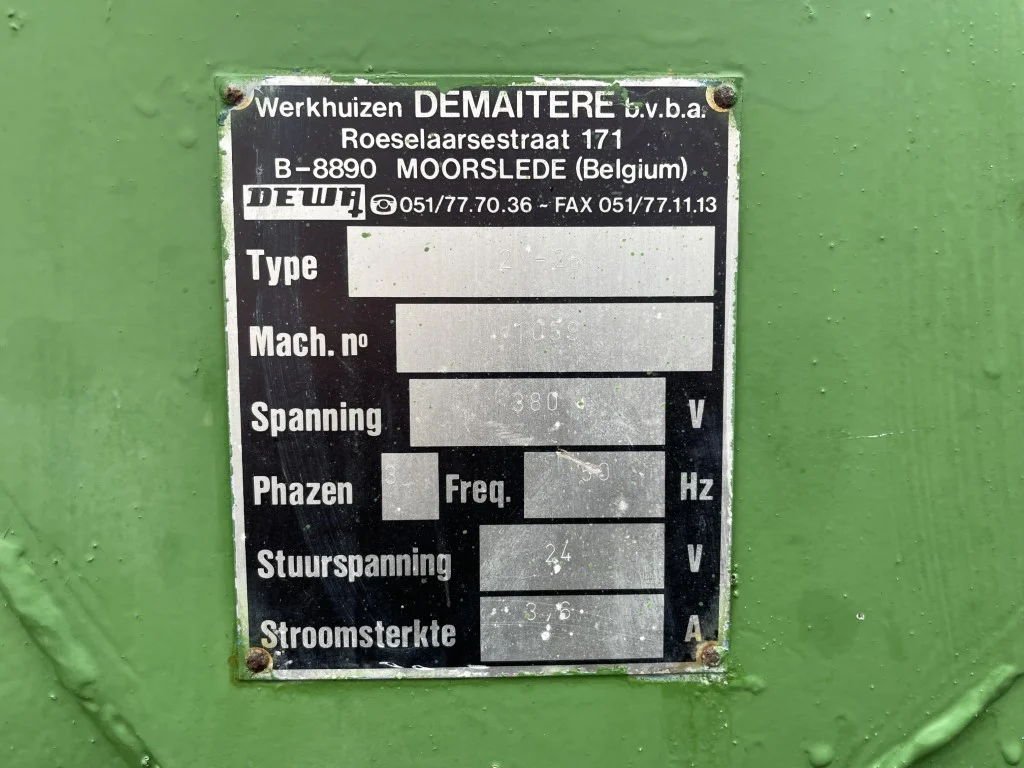 Werkhuizen DEMAITERE b.v.b.a.
Roeselaarsestraat 171
B-8890 MOORSLEDE (Belgium)
DEWA ☎051/77.70.36 - FAX 051/77.11.13
Type
Mach. nº
Spanning 380 V
Phazen 3 Freq. 50 Hz
Stuurspanning 24 V
Stroomsterkte 3,6 A